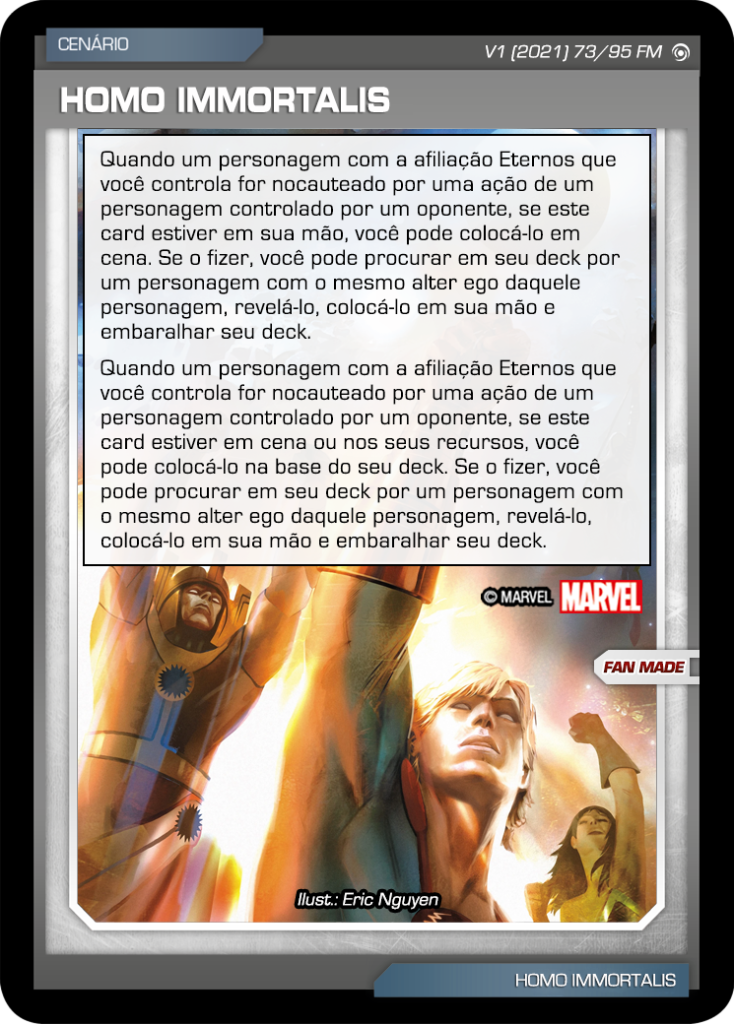 CENÁRIO
V1 (2021) 73/95 FM
HOMO IMMORTALIS
Quando um personagem com a afiliação Eternos que
você controla for nocauteado por uma ação de um
personagem controlado por um oponente, se este
card estiver em sua mão, você pode colocá-lo em
cena. Se o fizer, você pode procurar em seu deck por
um personagem com o mesmo alter ego daquele
personagem, revelá-lo, colocá-lo em sua mão e
embaralhar seu deck.
Quando um personagem com a afiliação Eternos que
você controla for nocauteado por uma ação de um
personagem controlado por um oponente, se este
card estiver em cena ou nos seus recursos, você
pode colocá-lo na base do seu deck. Se o fizer, você
pode procurar em seu deck por um personagem com
o mesmo alter ego daquele personagem, revelá-lo,
colocá-lo em sua mão e embaralhar seu deck.
© MARVEL MARVEL
FAN MADE
Ilust.: Eric Nguyen
HOMO IMMORTALIS